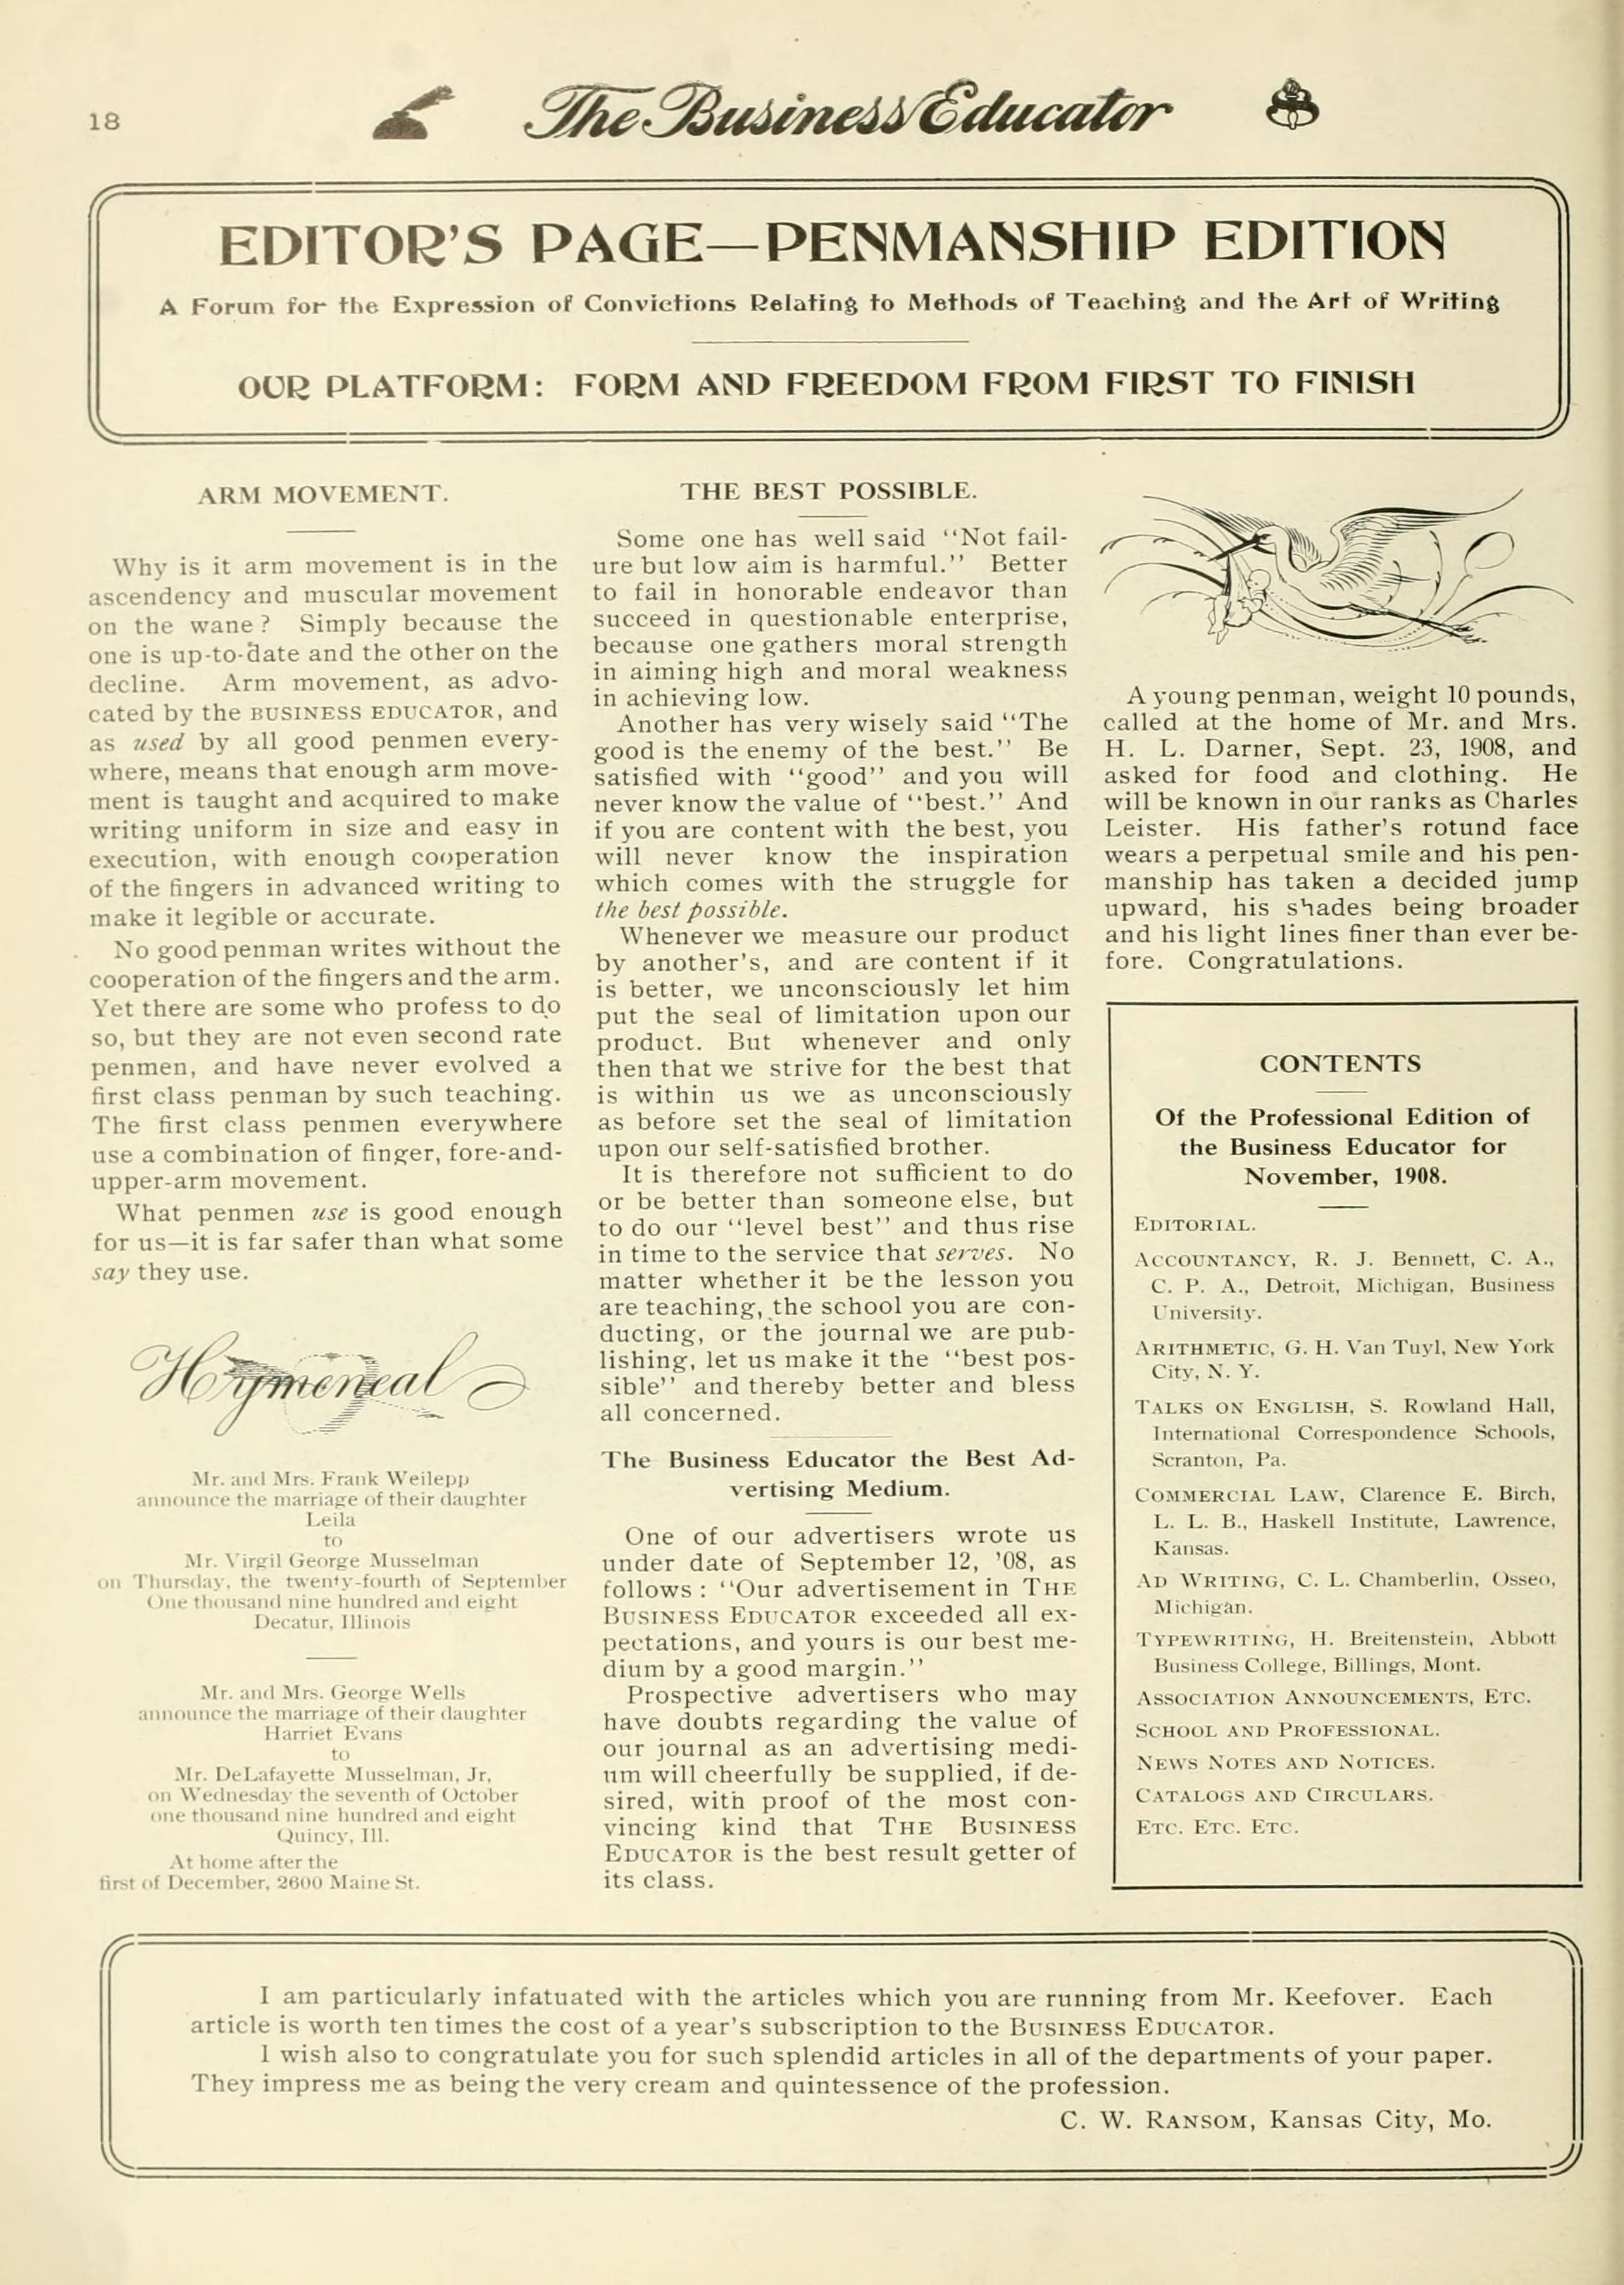 18
The Business Educator
EDITOR'S PAGE—PENMANSHIP EDITION
A Forum for the Expression of Convictions Relating to Methods of Teaching and the Art of Writing
OUR PLATFORM: FORM AND FREEDOM FROM FIRST TO FINISH
ARM MOVEMENT.
Why is it arm movement is in the
ascendency and muscular movement
on the wane? Simply because the
one is up-to-date and the other on the
decline. Arm movement, as advo-
cated by the BUSINESS EDUCATOR, and
as used by all good penmen every-
where, means that enough arm move-
ment is taught and acquired to make
writing uniform in size and easy in
execution, with enough cooperation
of the fingers in advanced writing to
make it legible or accurate.
No good penman writes without the
cooperation of the fingers and the arm.
Yet there are some who profess to do
so, but they are not even second rate
penmen, and have never evolved a
first class penman by such teaching.
The first class penmen everywhere
use a combination of finger, fore-and-
upper-arm movement.
What penmen use is good enough
for us—it is far safer than what some
say they use.
Hymeneal
Mr. and Mrs. Frank Weilepp
announce the marriage of their daughter
Leila
to
Mr. Virgil George Musselman
on Thursday, the twenty-fourth of September
One thousand nine hundred and eight
Decatur, Illinois
Mr. and Mrs. George Wells
announce the marriage of their daughter
Harriet Evans
to
Mr. DeLafayette Musselman, Jr,
on Wednesday the seventh of October
one thousand nine hundred and eight
Quincy, Ill.
At home after the
first of December, 2600 Maine St.
THE BEST POSSIBLE.
Some one has well said "Not fail-
ure but low aim is harmful." Better
to fail in honorable endeavor than
succeed in questionable enterprise,
because one gathers moral strength
in aiming high and moral weakness
in achieving low.
Another has very wisely said "The
good is the enemy of the best." Be
satisfied with "good" and you will
never know the value of "best." And
if you are content with the best, you
will never know the inspiration
which comes with the struggle for
the best possible.
Whenever we measure our product
by another's, and are content if it
is better, we unconsciously let him
put the seal of limitation upon our
product. But whenever and only
then that we strive for the best that
is within us we as unconsciously
as before set the seal of limitation
upon our self-satisfied brother.
It is therefore not sufficient to do
or be better than someone else, but
to do our "level best" and thus rise
in time to the service that serves. No
matter whether it be the lesson you
are teaching, the school you are con-
ducting, or the journal we are pub-
lishing, let us make it the "best pos-
sible" and thereby better and bless
all concerned.
The Business Educator the Best Ad-
vertising Medium.
One of our advertisers wrote us
under date of September 12, '08, as
follows: "Our advertisement in THE
BUSINESS EDUCATOR exceeded all ex-
pectations, and yours is our best me-
dium by a good margin."
Prospective advertisers who may
have doubts regarding the value of
our journal as an advertising medi-
um will cheerfully be supplied, if de-
sired, with proof of the most con-
vincing kind that THE BUSINESS
EDUCATOR is the best result getter of
its class.
A young penman, weight 10 pounds,
called at the home of Mr. and Mrs.
H. L. Darner, Sept. 23, 1908, and
asked for food and clothing. He
will be known in our ranks as Charles
Leister. His father's rotund face
wears a perpetual smile and his pen-
manship has taken a decided jump
upward, his shades being broader
and his light lines finer than ever be-
fore. Congratulations.
CONTENTS
Of the Professional Edition of
the Business Educator for
November, 1908.
EDITORIAL.
ACCOUNTANCY, R. J. Bennett, C. A.,
C. P. A., Detroit, Michigan, Business
University.
ARITHMETIC, G. H. Van Tuyl, New York
City, N. Y.
TALKS ON ENGLISH, S. Rowland Hall,
International Correspondence Schools,
Scranton, Pa.
COMMERCIAL LAW, Clarence E. Birch,
L. L. B., Haskell Institute, Lawrence,
Kansas.
AD WRITING, C. L. Chamberlin, Osseo,
Michigan.
TYPEWRITING, H. Breitenstein, Abbott
Business College, Billings, Mont.
ASSOCIATION ANNOUNCEMENTS, ETC.
SCHOOL AND PROFESSIONAL.
NEWS NOTES AND NOTICES.
CATALOGS AND CIRCULARS.
ETC. ETC. ETC.
I am particularly infatuated with the articles which you are running from Mr. Keefover. Each
article is worth ten times the cost of a year's subscription to the BUSINESS EDUCATOR.
I wish also to congratulate you for such splendid articles in all of the departments of your paper.
They impress me as being the very cream and quintessence of the profession.
C. W. RANSOM, Kansas City, Mo.